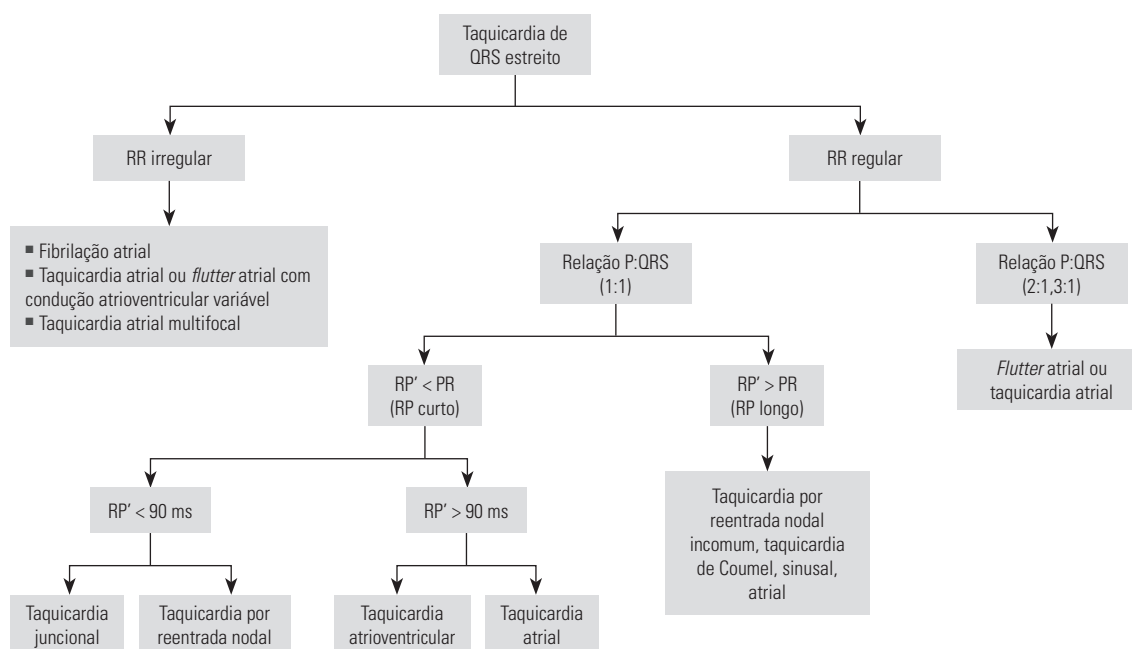 Taquicardia de
QRS estreito
RR irregular
RR regular
▪ Fibrilação atrial
▪ Taquicardia atrial ou flutter atrial com
condução atrioventricular variável
▪ Taquicardia atrial multifocal
Relação P:QRS
(1:1)
Relação P:QRS
(2:1,3:1)
RP’ < PR
(RP curto)
RP’ > PR
(RP longo)
Flutter atrial ou
taquicardia atrial
RP’ < 90 ms
RP’ > 90 ms
Taquicardia por
reentrada nodal
incomum, taquicardia
de Coumel, sinusal,
atrial
Taquicardia
juncional
Taquicardia por
reentrada nodal
Taquicardia
atrioventricular
Taquicardia
atrial